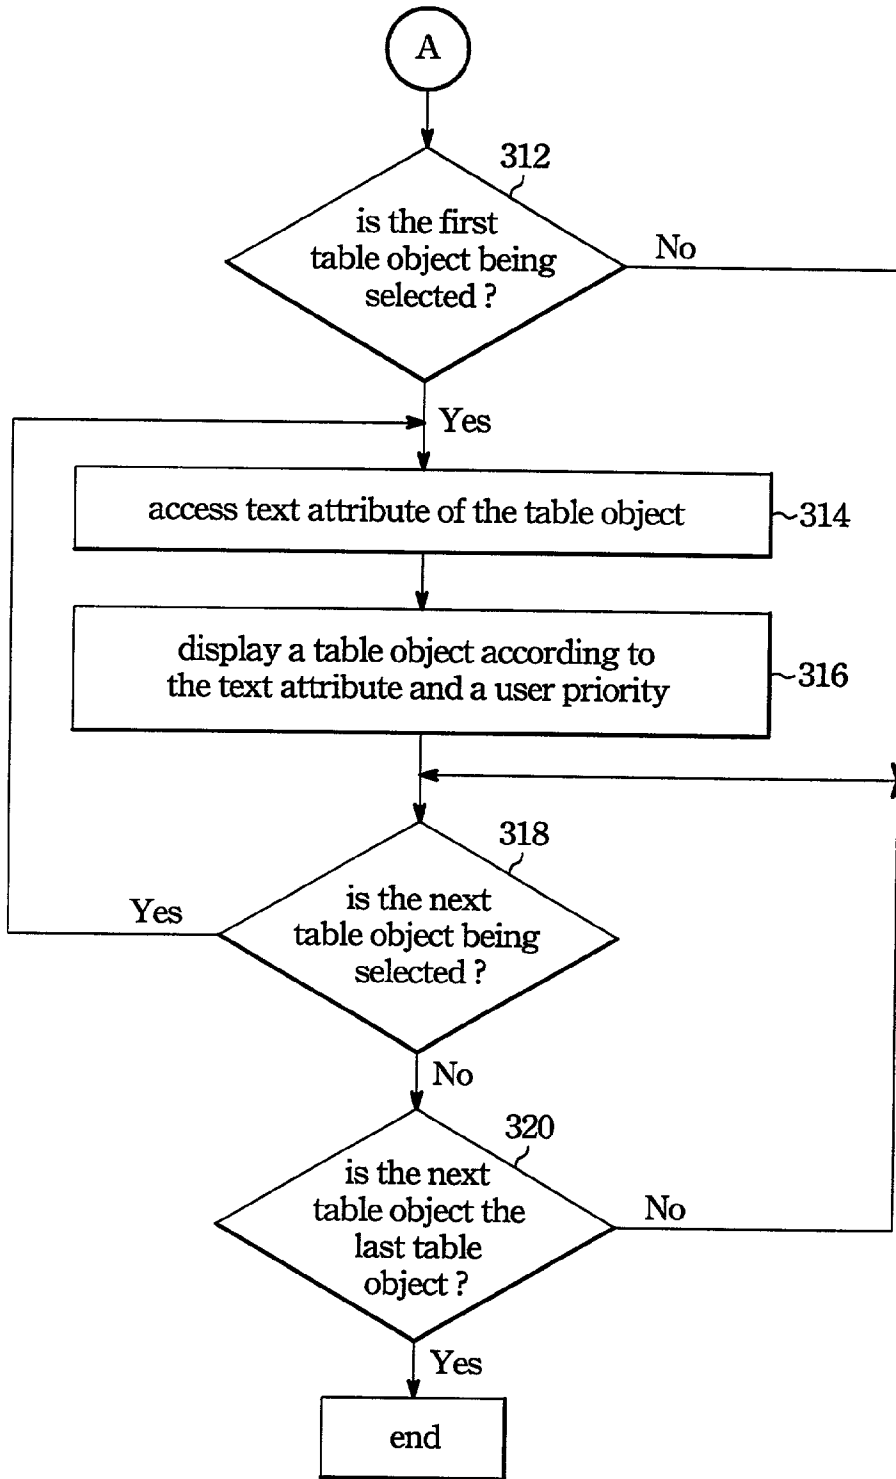 A
312
is the first
table object being
selected ?
No
Yes
access text attribute of the table object
314
display a table object according to
the text attribute and a user priority
316
318
is the next
table object being
selected ?
Yes
No
320
is the next
table object the
last table
object ?
No
Yes
end